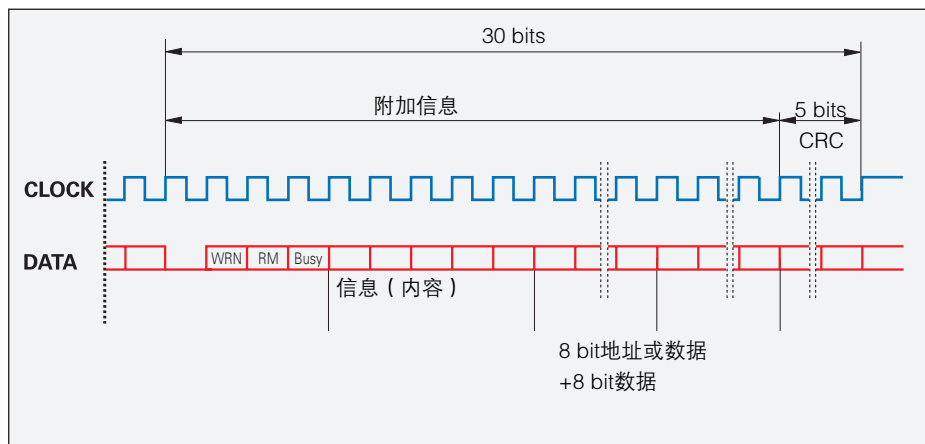 30 bits
附加信息
5 bits
CRC
CLOCK
DATA
WRN
RM
Busy
信息(内容)
8 bit地址或数据
+8 bit数据